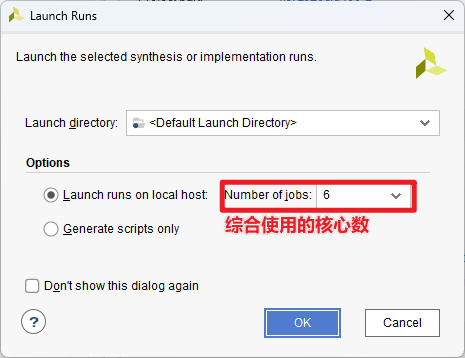 Launch Runs
Launch the selected synthesis or implementation runs.
Launch directory: <Default Launch Directory>
Options
Launch runs on local host: Number of jobs: 6
综合使用的核心数
Generate scripts only
Don't show this dialog again
? OK Cancel